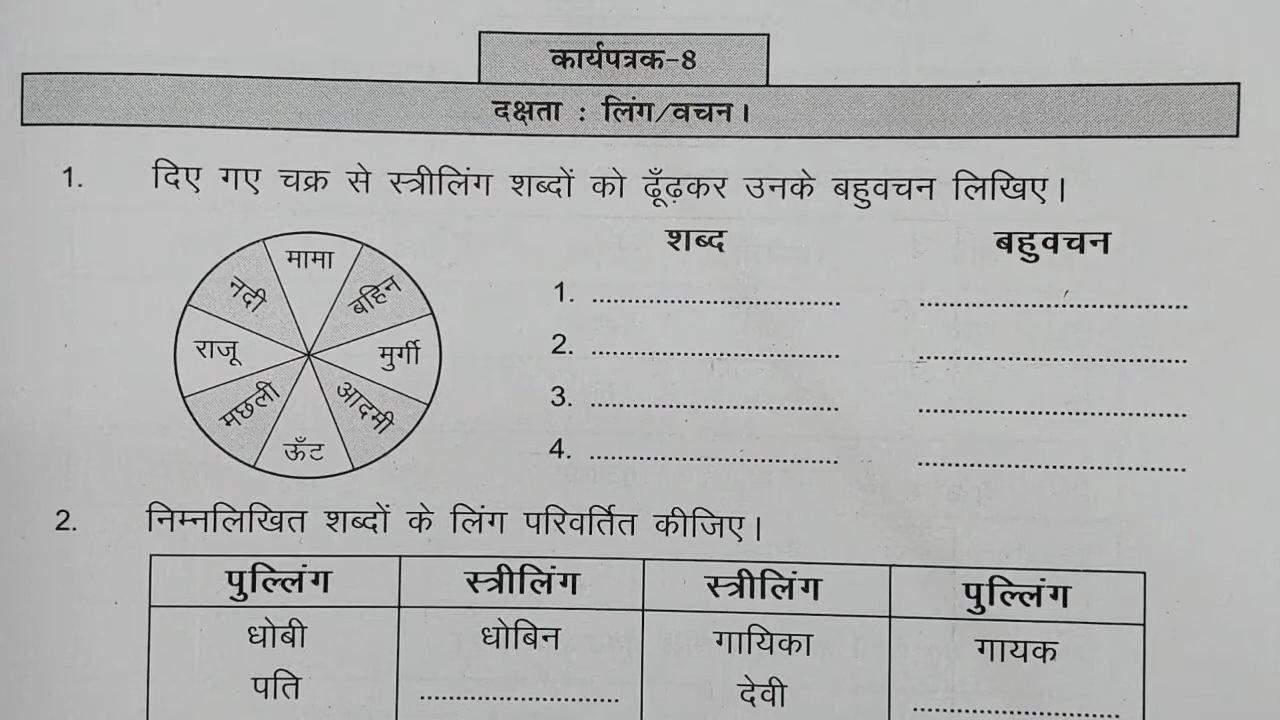 कार्यपत्रक-8
दक्षता : लिंग/वचन।
1. दिए गए चक्र से स्त्रीलिंग शब्दों को ढूँढ़कर उनके बहुवचन लिखिए।
शब्द बहुवचन
मामा
बहिन
मुर्गी
आदमी
ऊँट
मछली
राजू
नदी
1. ........................................ ........................................
2. ........................................ ........................................
3. ........................................ ........................................
4. ........................................ ........................................
2. निम्नलिखित शब्दों के लिंग परिवर्तित कीजिए।
पुल्लिंग स्त्रीलिंग स्त्रीलिंग पुल्लिंग
धोबी धोबिन गायिका गायक
पति .............................. देवी ..............................